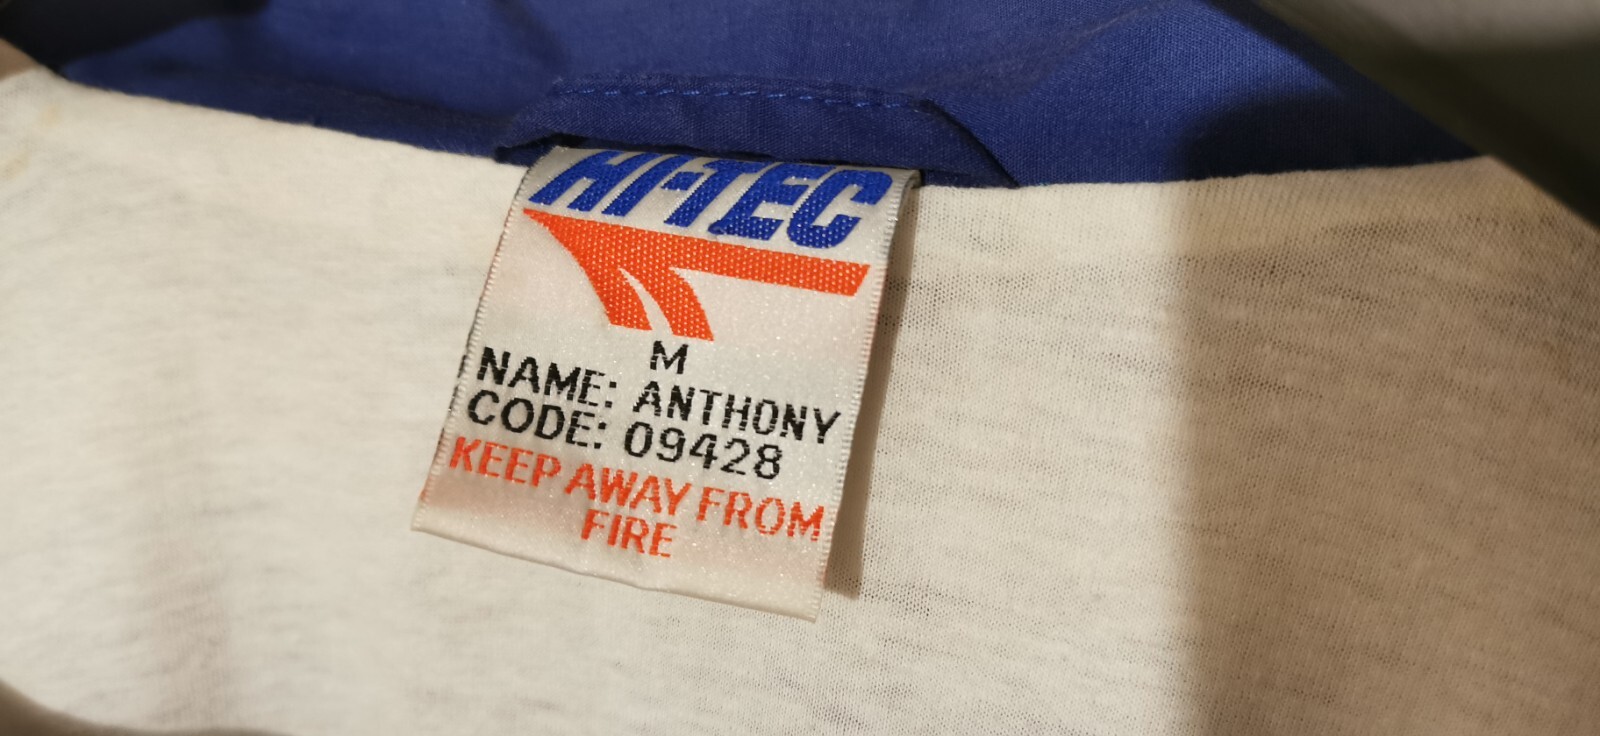 HI-TEC
M
NAME: ANTHONY
CODE: 09428
KEEP AWAY FROM
FIRE